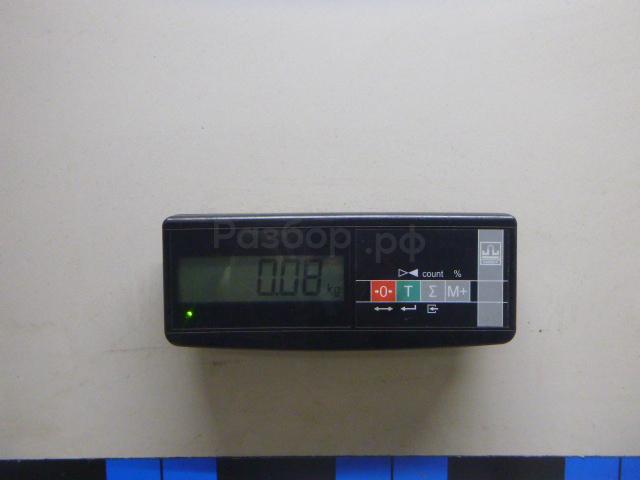 Разбор.рф
0.08 kg
count %
•0• T Σ M+